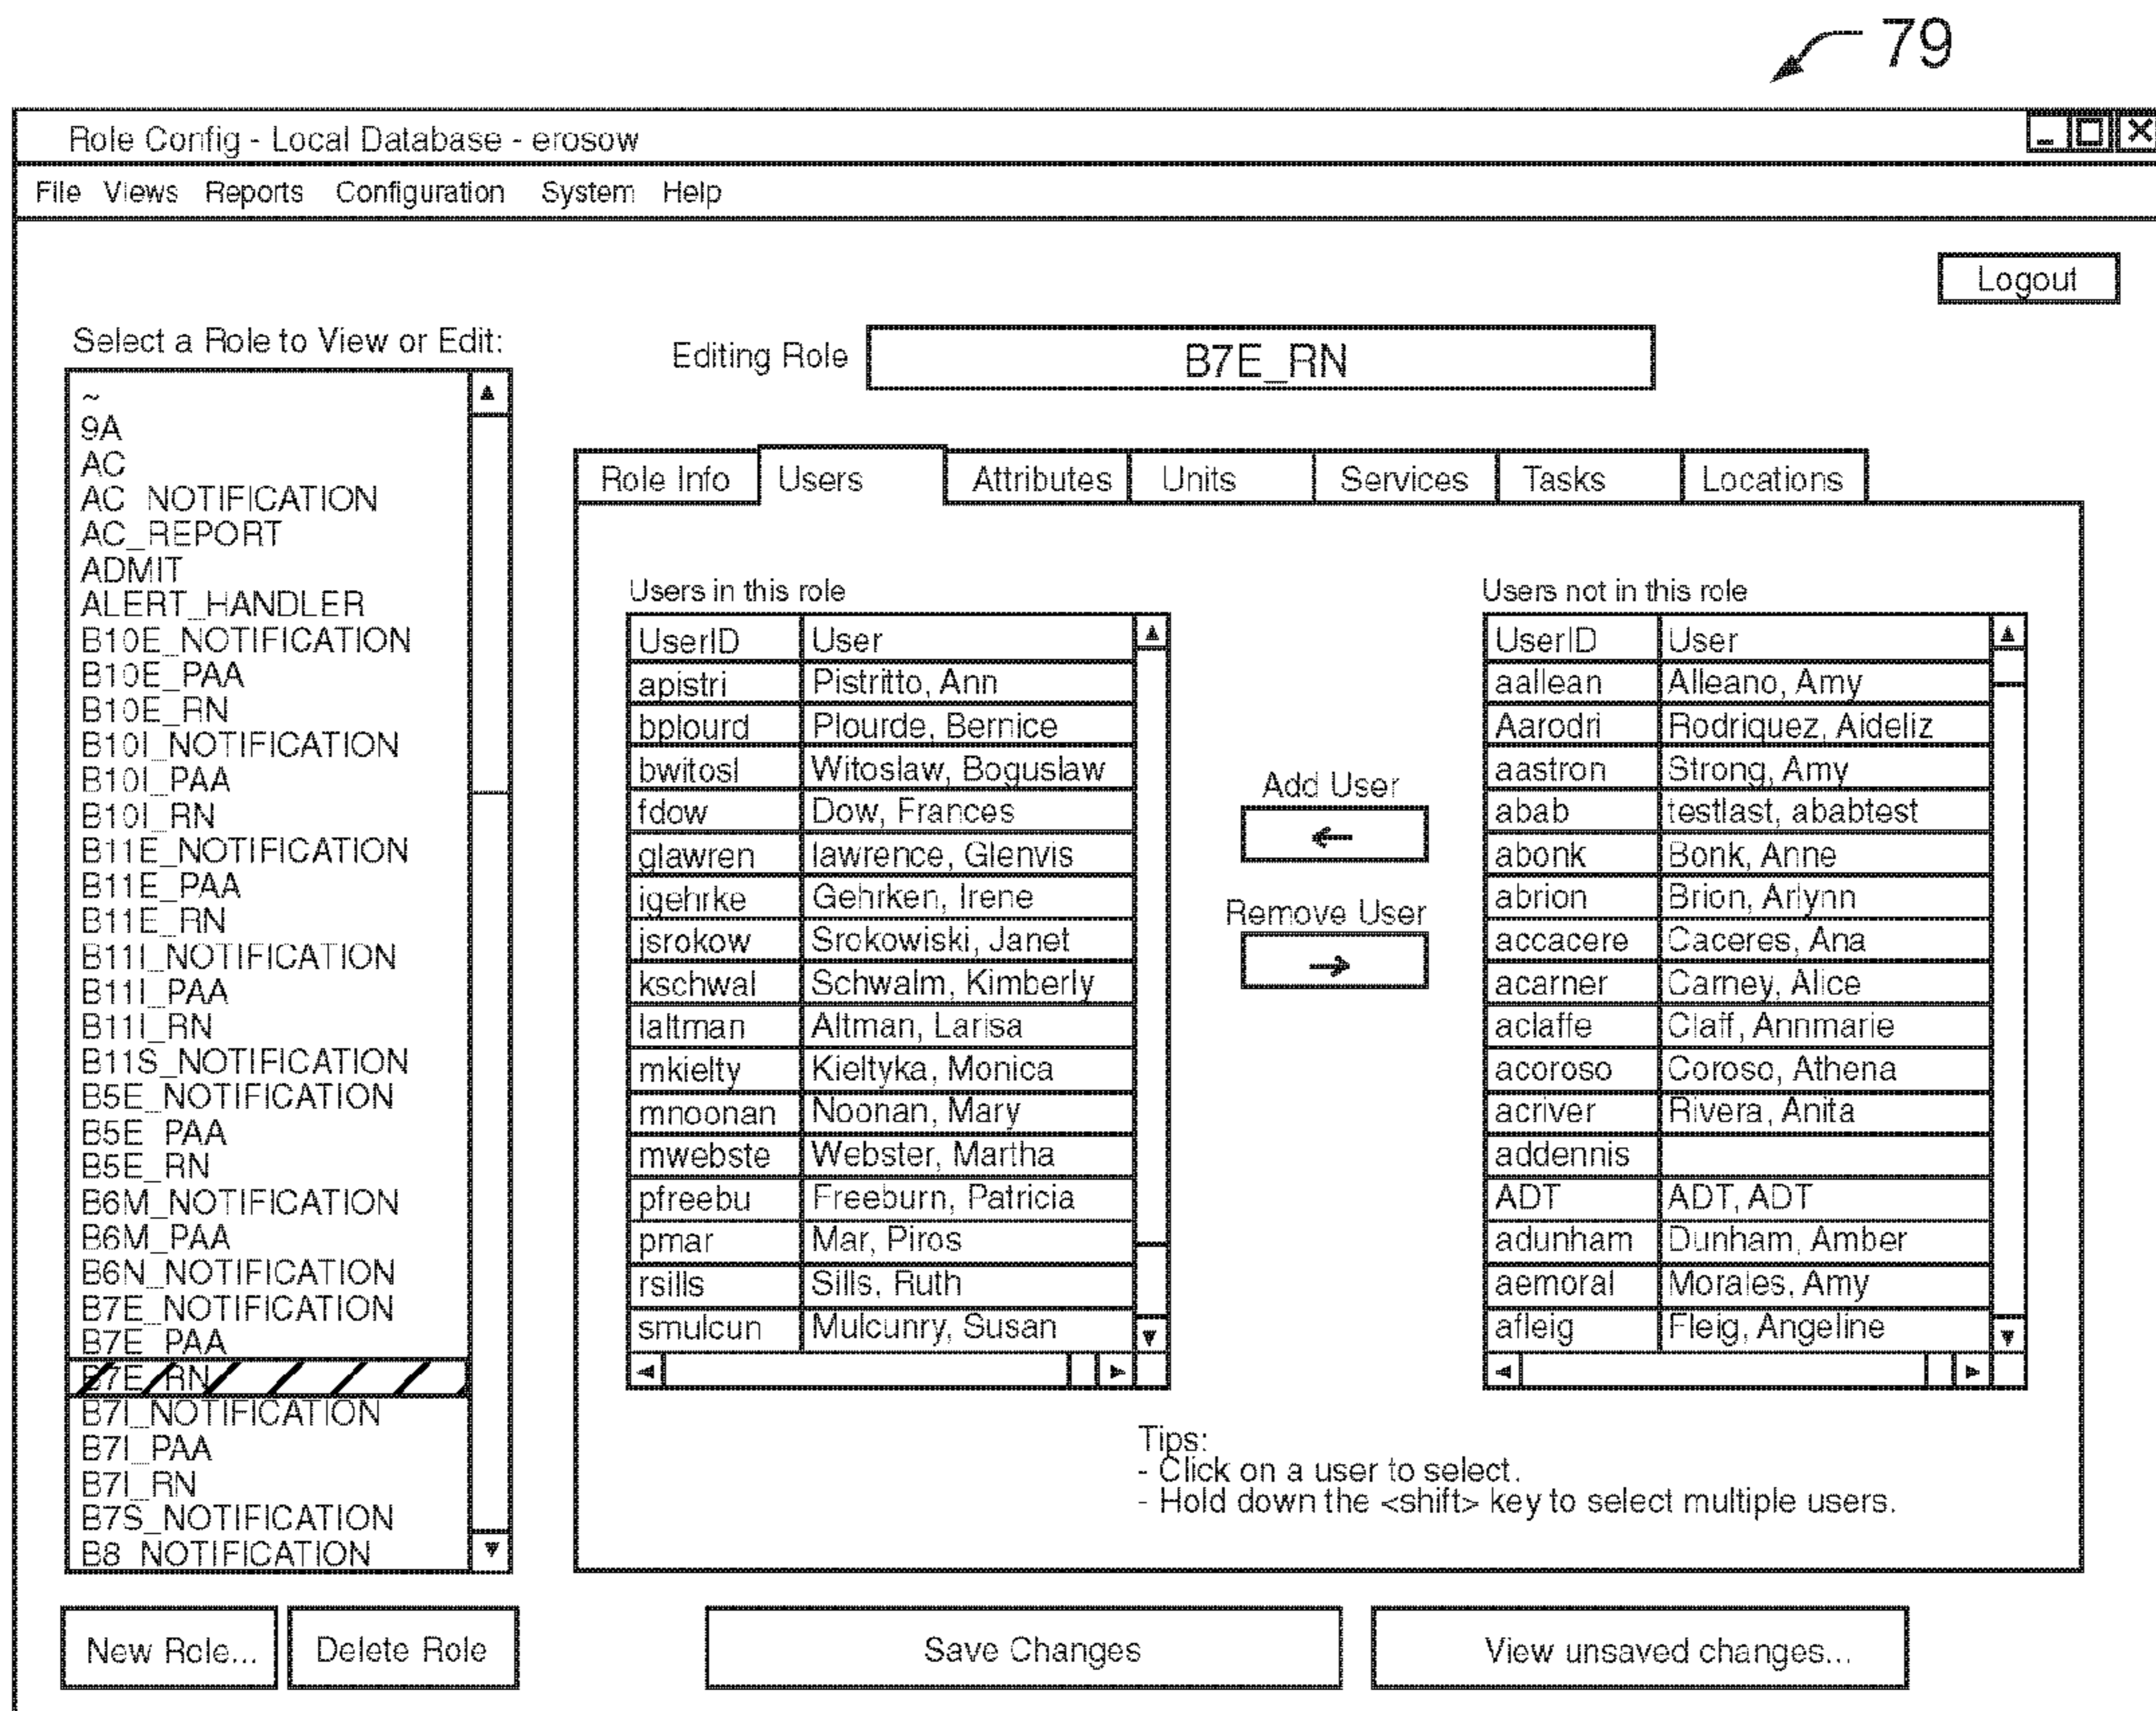 79
Role Config - Local Database - erosow
File Views Reports Configuration System Help
Logout
Select a Role to View or Edit:
~
9A
AC
AC_NOTIFICATION
AC_REPORT
ADMIT
ALERT_HANDLER
B10E_NOTIFICATION
B10E_PAA
B10E_RN
B10I_NOTIFICATION
B10I_PAA
B10I_RN
B11E_NOTIFICATION
B11E_PAA
B11E_RN
B11I_NOTIFICATION
B11I_PAA
B11I_RN
B11S_NOTIFICATION
B5E_NOTIFICATION
B5E_PAA
B5E_RN
B6M_NOTIFICATION
B6M_PAA
B6N_NOTIFICATION
B7E_NOTIFICATION
B7E_PAA
B7E_RN
B7I_NOTIFICATION
B7I_PAA
B7I_RN
B7S_NOTIFICATION
B8_NOTIFICATION
New Role...
Delete Role
Editing Role B7E_RN
Role Info Users Attributes Units Services Tasks Locations
Users in this role
UserID User
apistri Pistritto, Ann
bplourd Plourde, Bernice
bwitosl Witoslaw, Boguslaw
fdow Dow, Frances
glawren lawrence, Glenvis
igehrke Gehrken, Irene
jsrokow Srokowiski, Janet
kschwal Schwalm, Kimberly
laltman Altman, Larisa
mkielty Kieltyka, Monica
mnoonan Noonan, Mary
mwebste Webster, Martha
pfreebu Freeburn, Patricia
pmar Mar, Piros
rsills Sills, Ruth
smulcun Mulcunry, Susan
Add User
←
Remove User
→
Users not in this role
UserID User
aallean Alleano, Amy
Aarodri Rodriquez, Aideliz
aastron Strong, Amy
abab testlast, ababtest
abonk Bonk, Anne
abrion Brion, Arlynn
accacere Caceres, Ana
acarner Carney, Alice
aclaffe Claff, Annmarie
acoroso Coroso, Athena
acriver Rivera, Anita
addennis
ADT ADT, ADT
adunham Dunham, Amber
aemoral Morales, Amy
afleig Fleig, Angeline
Tips:
- Click on a user to select.
- Hold down the <shift> key to select multiple users.
Save Changes
View unsaved changes...